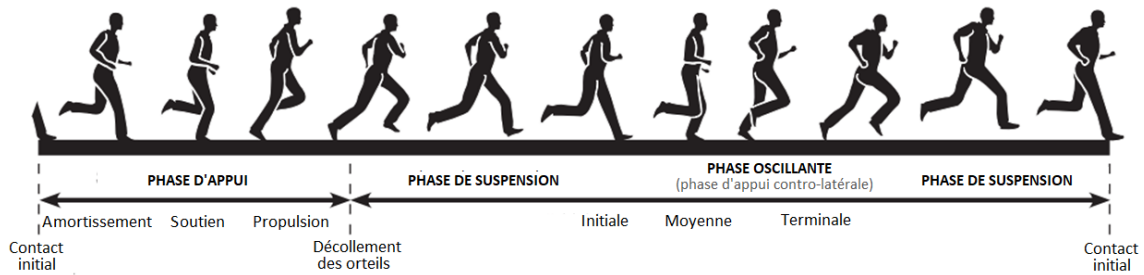 PHASE D'APPUI
PHASE DE SUSPENSION
PHASE OSCILLANTE
(phase d'appui contro-latérale)
PHASE DE SUSPENSION
Amortissement
Soutien
Propulsion
Initiale
Moyenne
Terminale
Contact
initial
Décollement
des orteils
Contact
initial